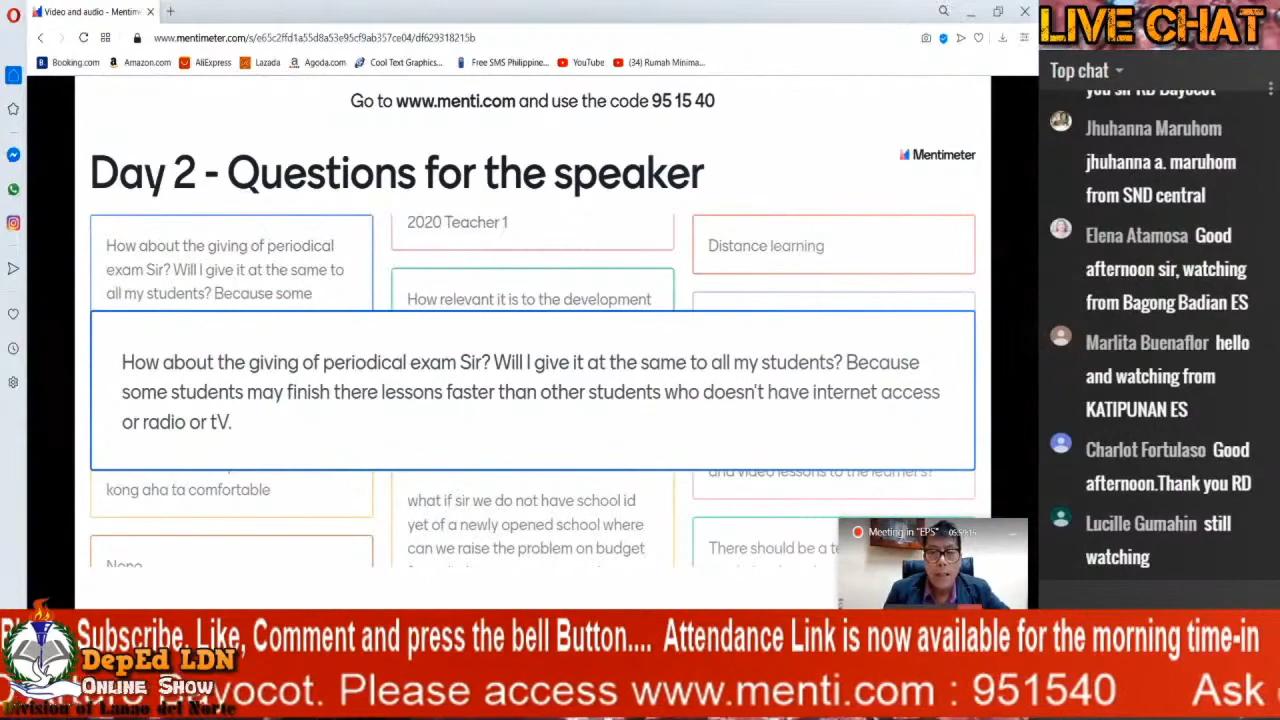 Video and audio - Mentim
www.mentimeter.com/s/e65c2ffd1a55d8a53e95cf9ab357ce04/df629318215b
Booking.com
Amazon.com
AliExpress
Lazada
Agoda.com
Cool Text Graphics...
Free SMS Philippine...
YouTube
(34) Rumah Minima...
Go to www.menti.com and use the code 95 15 40
Day 2 - Questions for the speaker
Mentimeter
How about the giving of periodical
exam Sir? Will I give it at the same to
all my students? Because some
2020 Teacher 1
How relevant it is to the development
Distance learning
How about the giving of periodical exam Sir? Will I give it at the same to all my students? Because
some students may finish there lessons faster than other students who doesn't have internet access
or radio or tV.
kong aha ta comfortable
None
what if sir we do not have school id
yet of a newly opened school where
can we raise the problem on budget
and video lessons to the learners?
There should be a
Meeting in "EPS"
LIVE CHAT
Top chat
you sir RD Bayocot
Jhuhanna Maruhom
jhuhanna a. maruhom
from SND central
Elena Atamosa Good
afternoon sir, watching
from Bagong Badian ES
Marlita Buenaflor hello
and watching from
KATIPUNAN ES
Charlot Fortulaso Good
afternoon.Thank you RD
Lucille Gumahin still
watching
Subscribe, Like, Comment and press the bell Button.... Attendance Link is now available for the morning time-in
DepEd LDN
Online Show
Division of Lanao del Norte
Bayocot. Please access www.menti.com : 951540 Ask